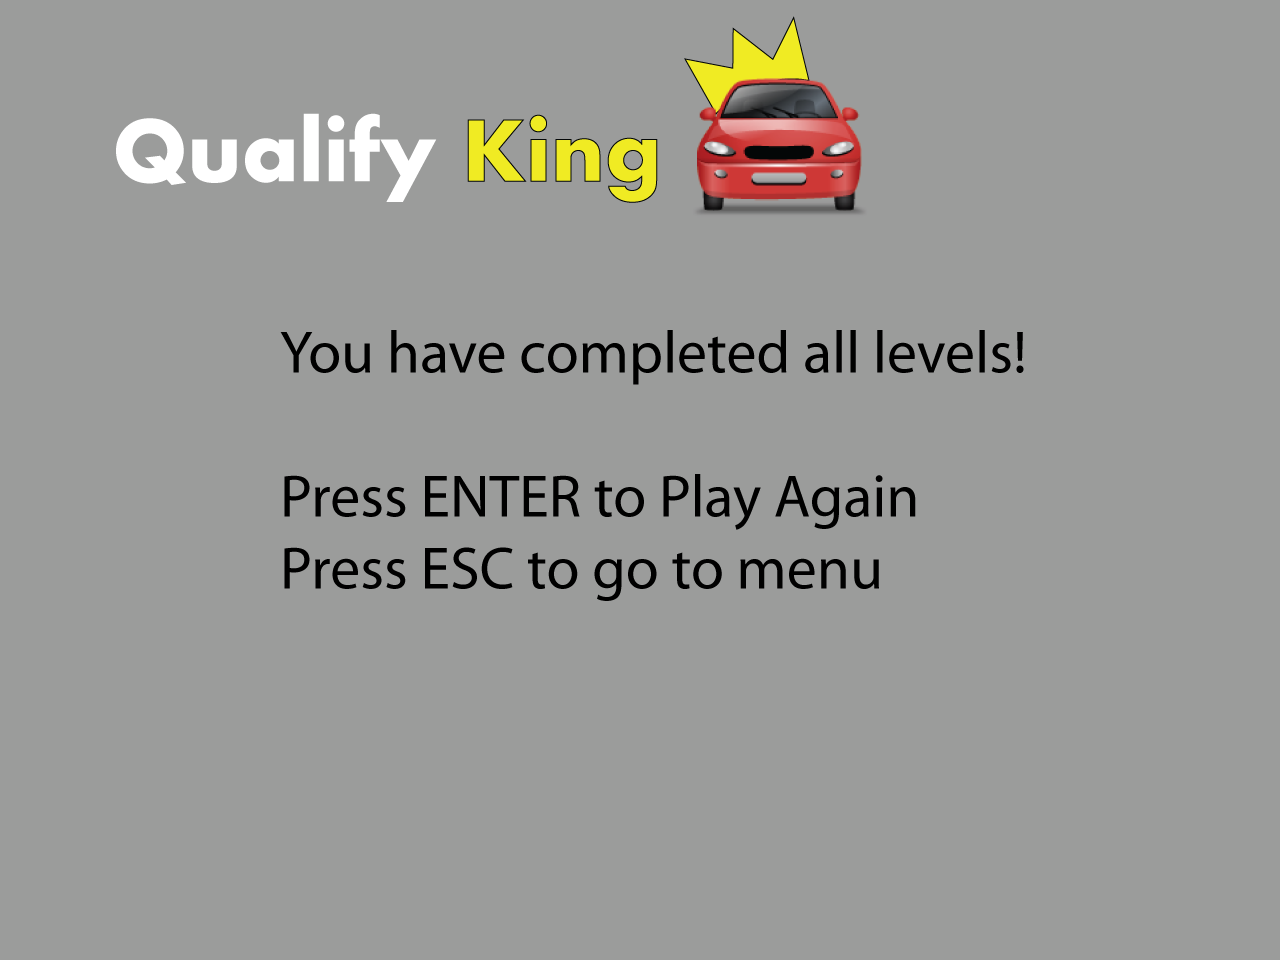 Qualify King
You have completed all levels!
Press ENTER to Play Again
Press ESC to go to menu